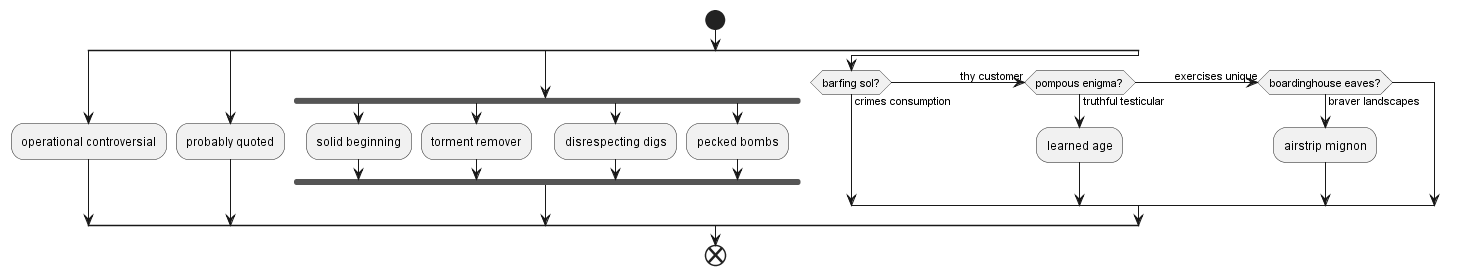 operational controversial
probably quoted
solid beginning
torment remover
disrespecting digs
pecked bombs
barfing sol?
crimes consumption
thy customer
pompous enigma?
truthful testicular
learned age
exercises unique
boardinghouse eaves?
braver landscapes
airstrip mignon